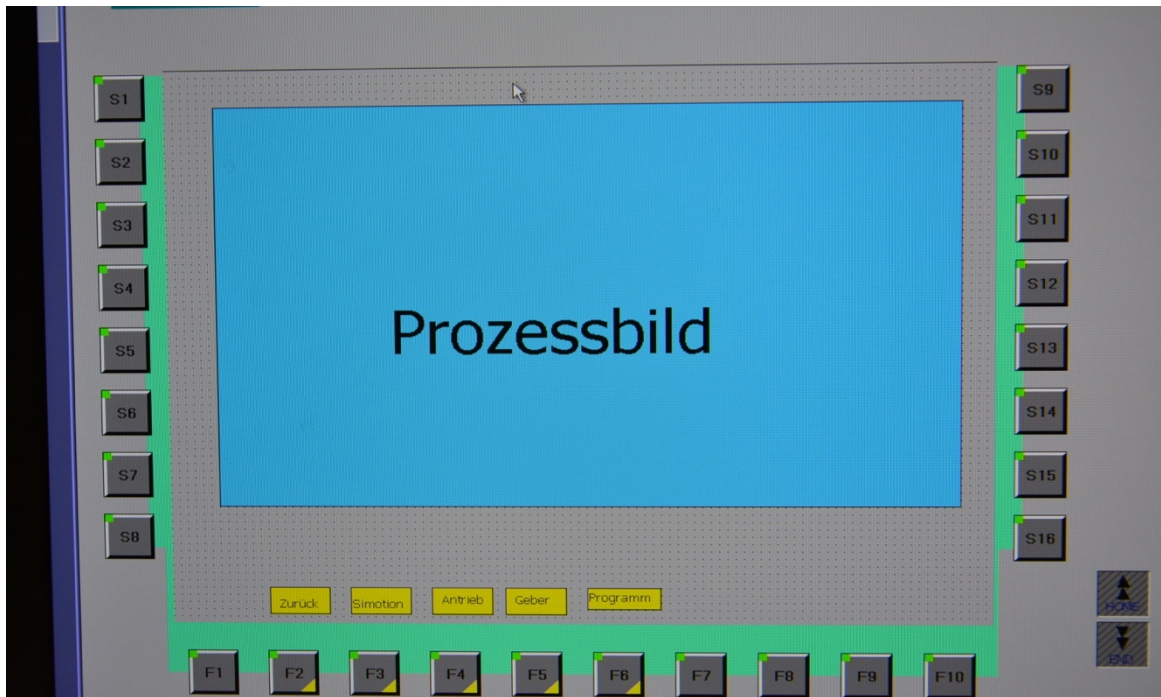 S1
S2
S3
S4
S5
S6
S7
S8
Prozessbild
S9
S10
S11
S12
S13
S14
S15
S16
Zurück Simotion Antrieb Geber Programm
F1 F2 F3 F4 F5 F6 F7 F8 F9 F10
HOME
END